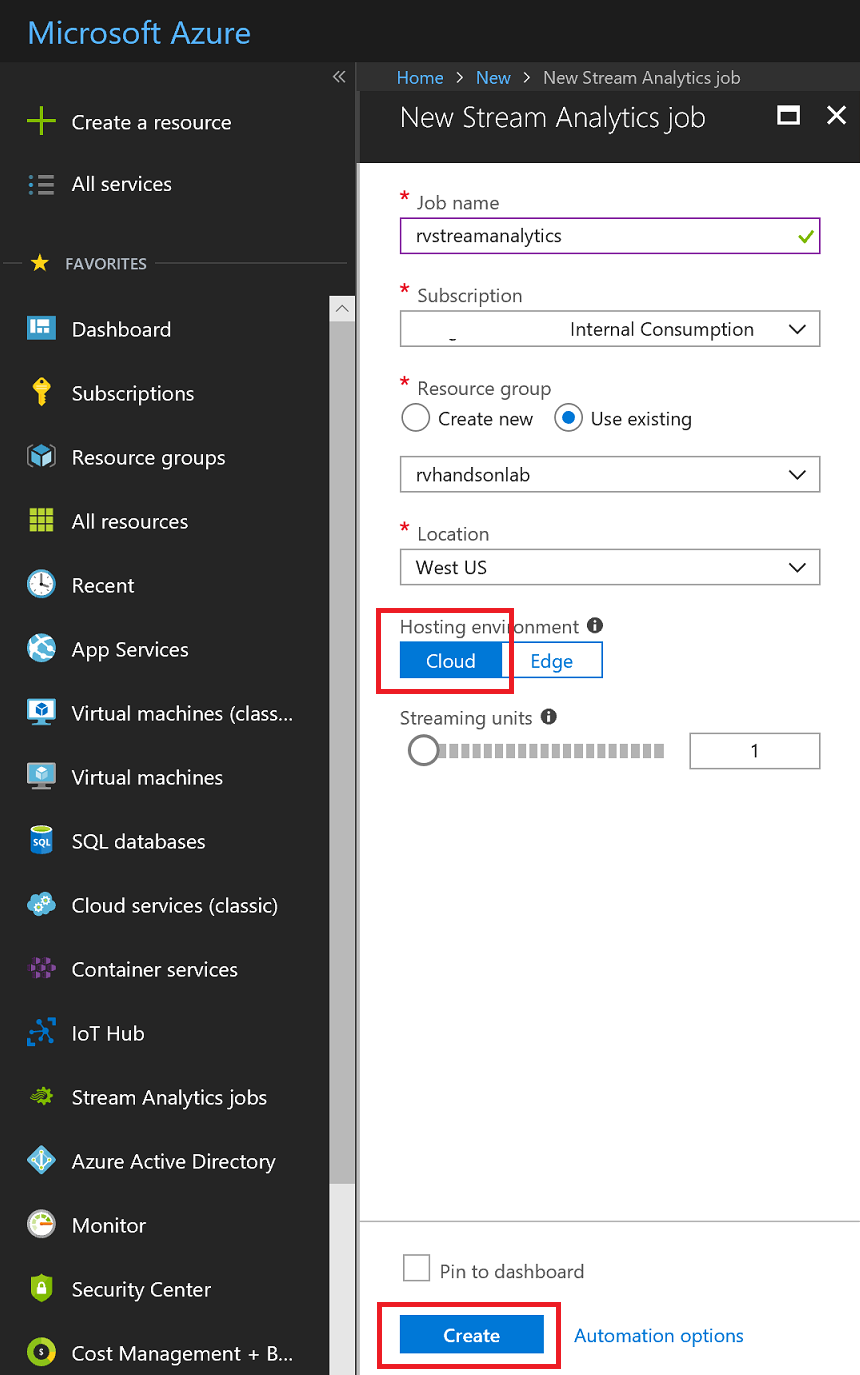 Microsoft Azure
«
Create a resource
All services
FAVORITES
Dashboard
Subscriptions
Resource groups
All resources
Recent
App Services
Virtual machines (class...
Virtual machines
SQL databases
SQL
Cloud services (classic)
Container services
IoT Hub
Stream Analytics jobs
Azure Active Directory
Monitor
Security Center
Cost Management + B...
$
Home > New > New Stream Analytics job
New Stream Analytics job
* Job name
rvstreamanalytics
* Subscription
Internal Consumption
* Resource group
Create new Use existing
rvhandsonlab
* Location
West US
Hosting environment
Cloud Edge
Streaming units
1
Pin to dashboard
Create Automation options